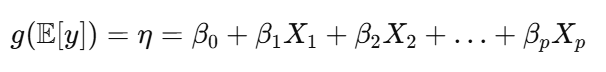 g(𝔼[y]) = η = β₀ + β₁X₁ + β₂X₂ + … + βₚXₚ